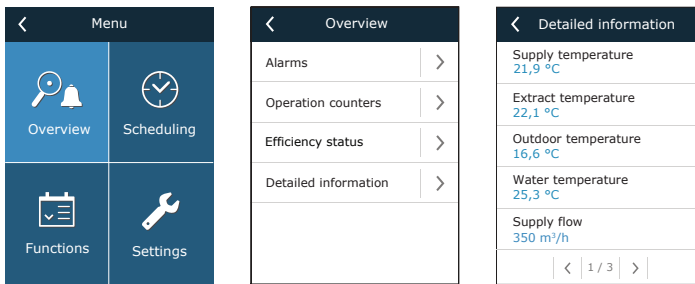 Menu
Overview
Scheduling
Functions
Settings
Overview
Alarms
Operation counters
Efficiency status
Detailed information
Detailed information
Supply temperature
21,9 °C
Extract temperature
22,1 °C
Outdoor temperature
16,6 °C
Water temperature
25,3 °C
Supply flow
350 m³/h
1 / 3